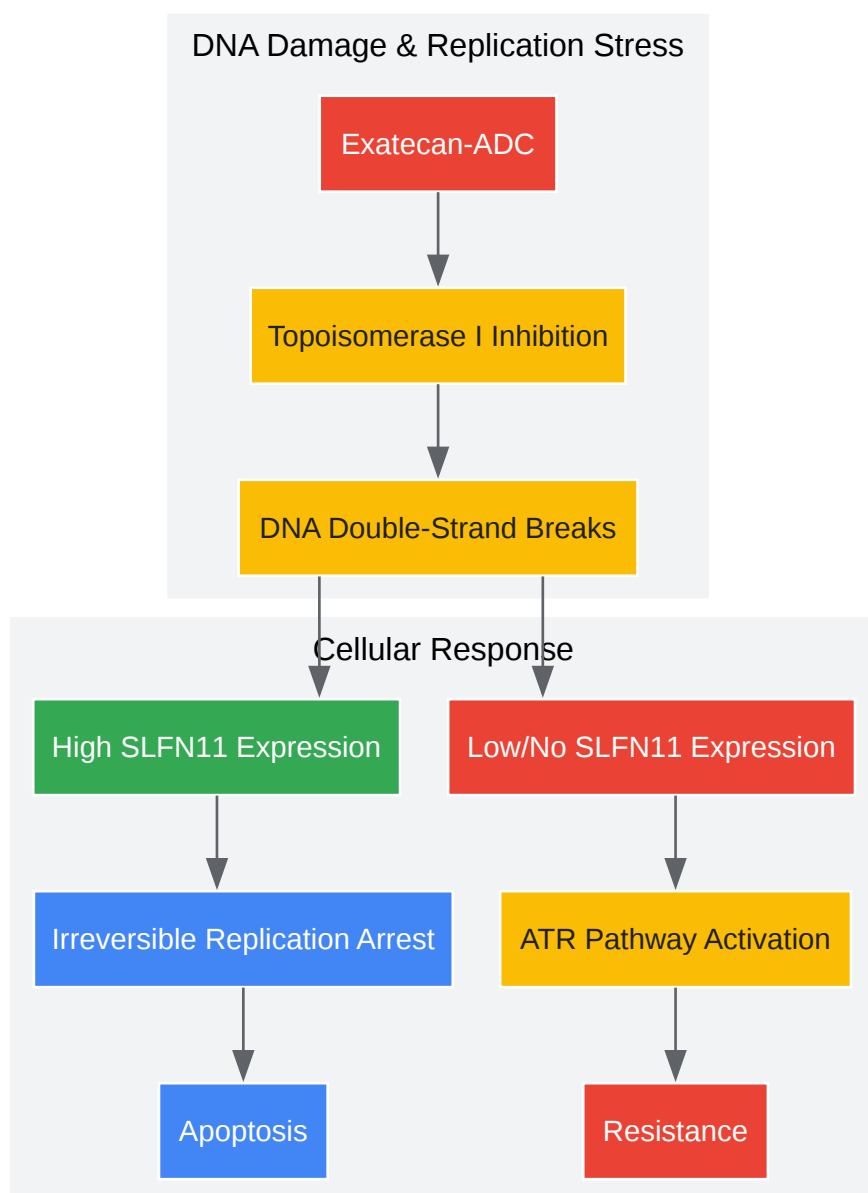 DNA Damage & Replication Stress
Exatecan-ADC
Topoisomerase I Inhibition
DNA Double-Strand Breaks
Cellular Response
High SLFN11 Expression
Low/No SLFN11 Expression
Irreversible Replication Arrest
ATR Pathway Activation
Apoptosis
Resistance